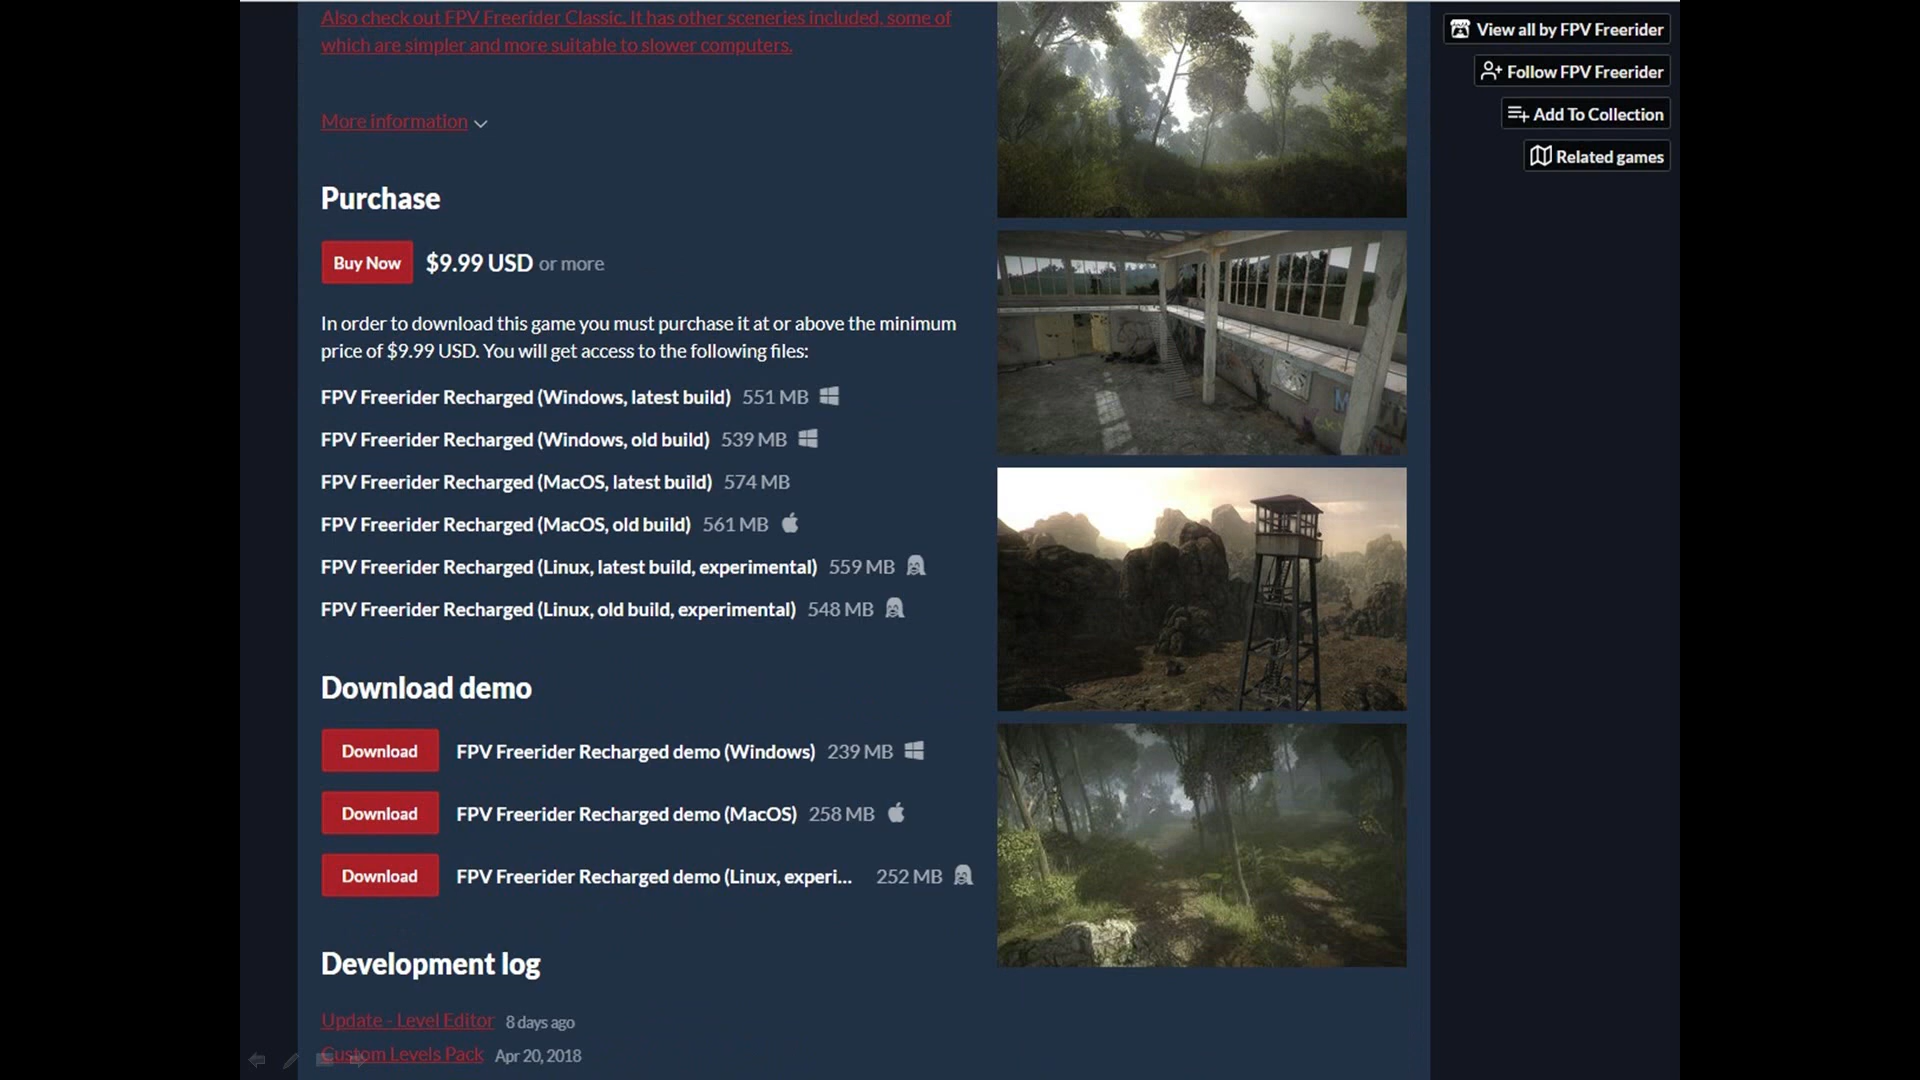 Also check out FPV Freerider Classic. It has other sceneries included, some of
which are simpler and more suitable to slower computers.
View all by FPV Freerider
Follow FPV Freerider
Add To Collection
Related games
More information
Purchase
Buy Now $9.99 USD or more
In order to download this game you must purchase it at or above the minimum
price of $9.99 USD. You will get access to the following files:
FPV Freerider Recharged (Windows, latest build) 551 MB
FPV Freerider Recharged (Windows, old build) 539 MB
FPV Freerider Recharged (MacOS, latest build) 574 MB
FPV Freerider Recharged (MacOS, old build) 561 MB
FPV Freerider Recharged (Linux, latest build, experimental) 559 MB
FPV Freerider Recharged (Linux, old build, experimental) 548 MB
Download demo
Download FPV Freerider Recharged demo (Windows) 239 MB
Download FPV Freerider Recharged demo (MacOS) 258 MB
Download FPV Freerider Recharged demo (Linux, experi... 252 MB
Development log
Update - Level Editor 8 days ago
Custom Levels Pack Apr 20, 2018